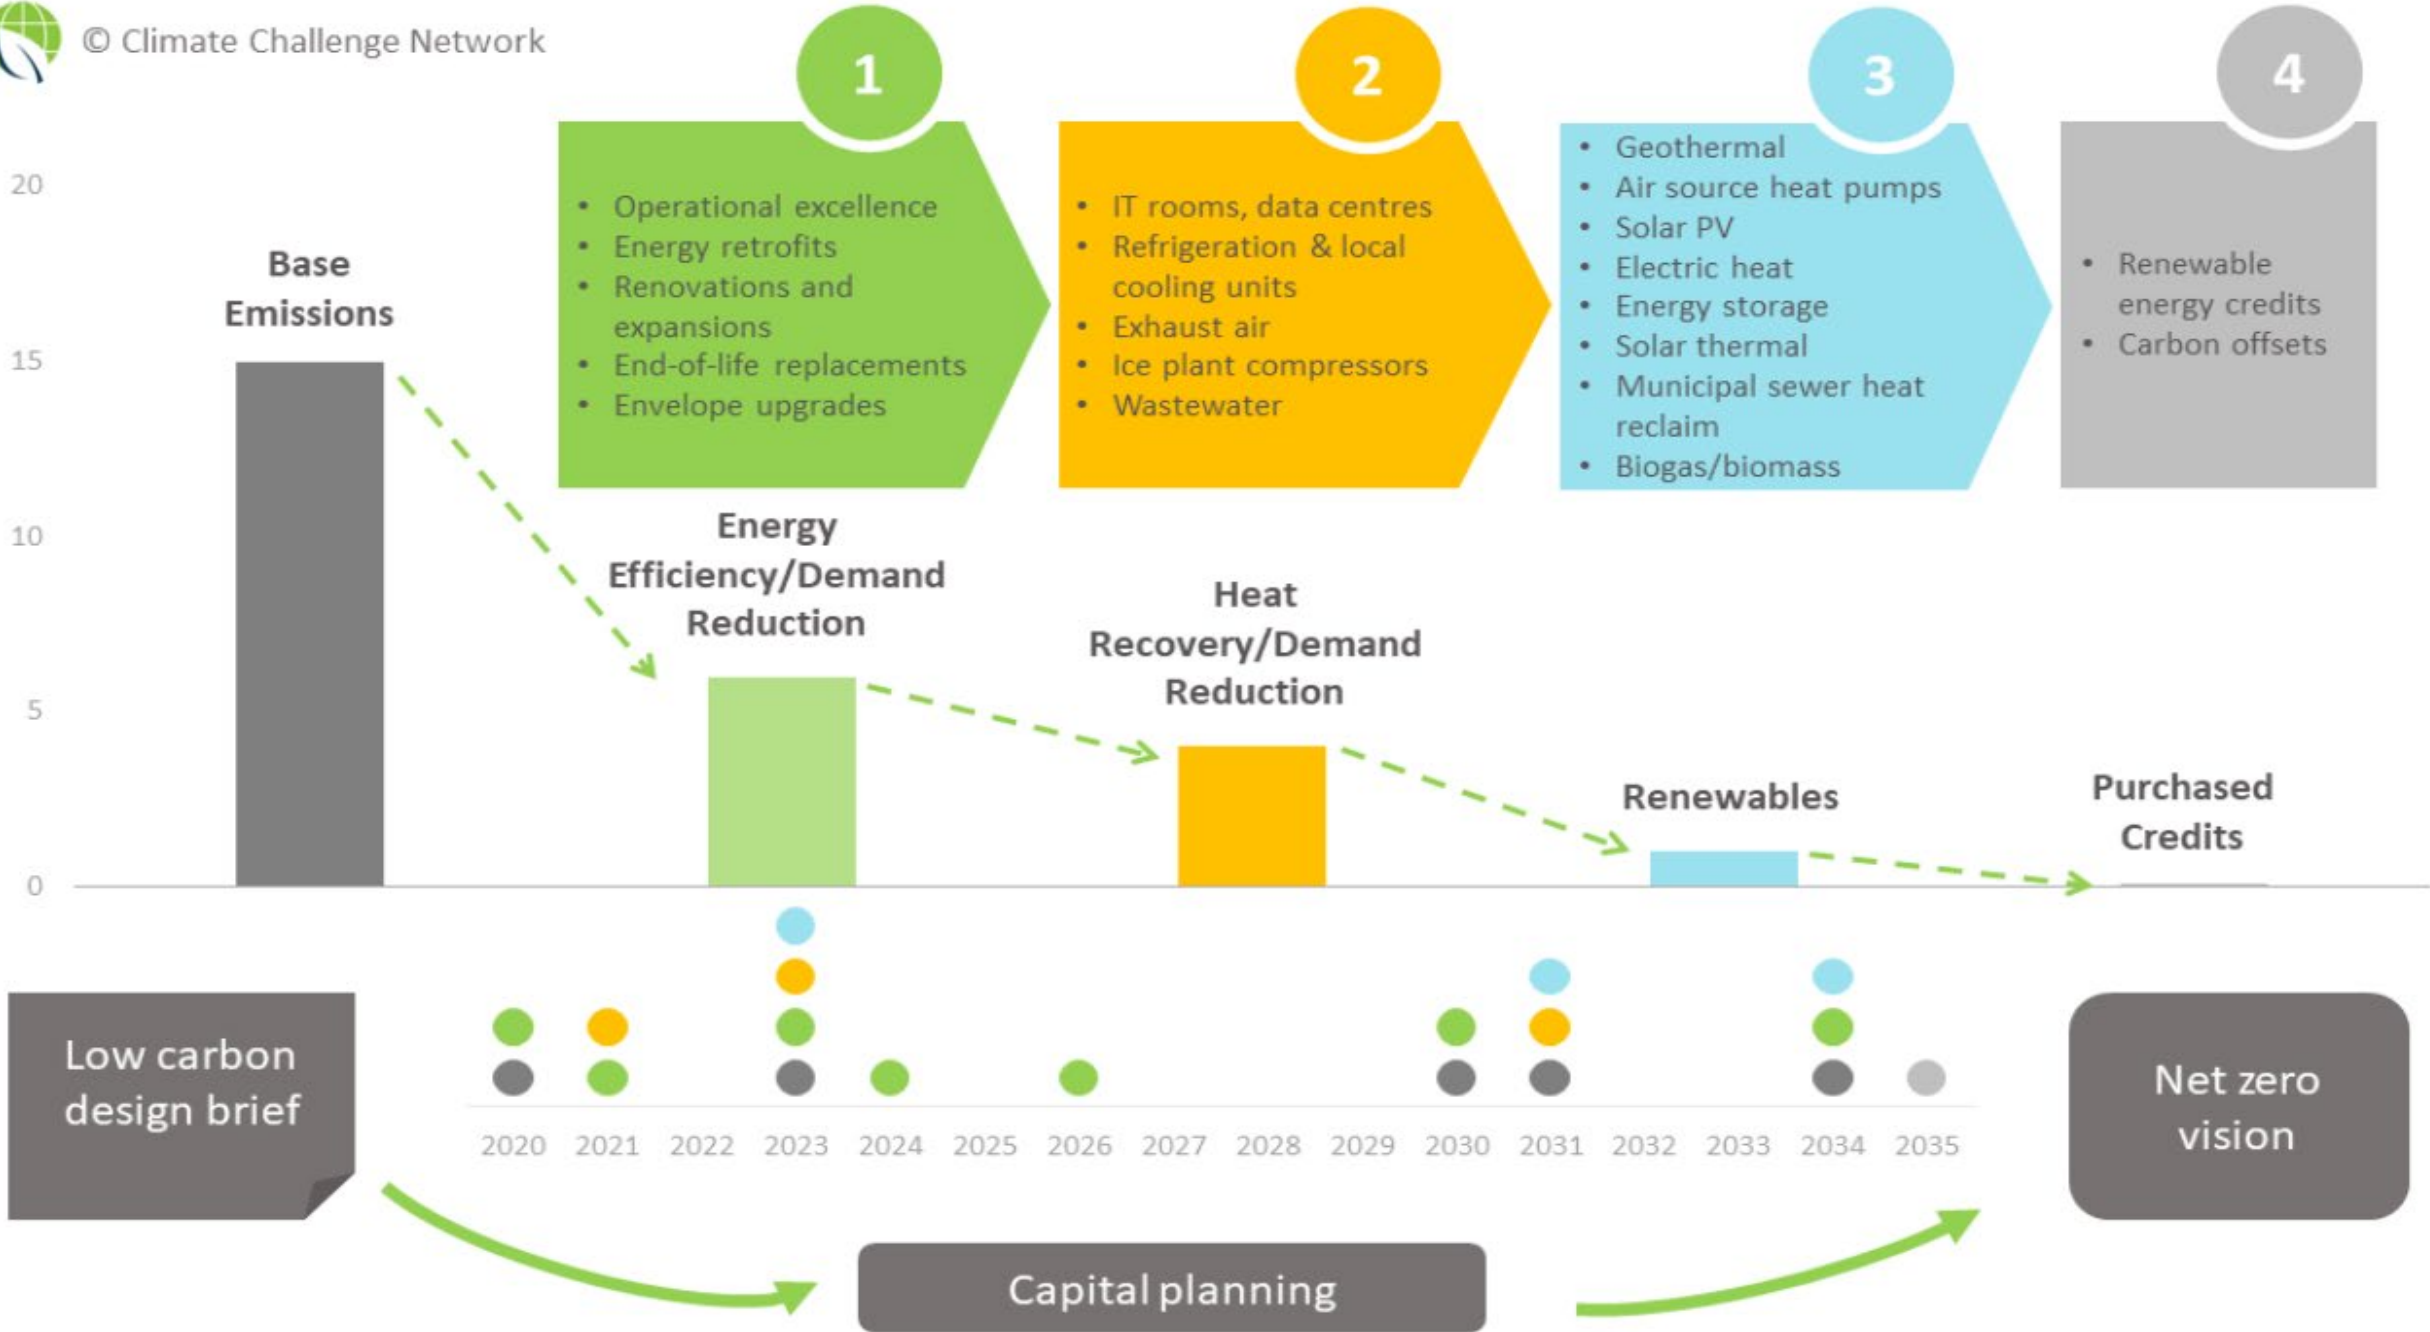 © Climate Challenge Network
1
2
3
4
• Operational excellence
• Energy retrofits
• Renovations and
expansions
• End-of-life replacements
• Envelope upgrades
• IT rooms, data centres
• Refrigeration & local
cooling units
• Exhaust air
• Ice plant compressors
• Wastewater
• Geothermal
• Air source heat pumps
• Solar PV
• Electric heat
• Energy storage
• Solar thermal
• Municipal sewer heat
reclaim
• Biogas/biomass
• Renewable
energy credits
• Carbon offsets
20
15
10
5
0
Base
Emissions
Energy
Efficiency/Demand
Reduction
Heat
Recovery/Demand
Reduction
Renewables
Purchased
Credits
Low carbon
design brief
2020 2021 2022 2023 2024 2025 2026 2027 2028 2029 2030 2031 2032 2033 2034 2035
Net zero
vision
Capital planning